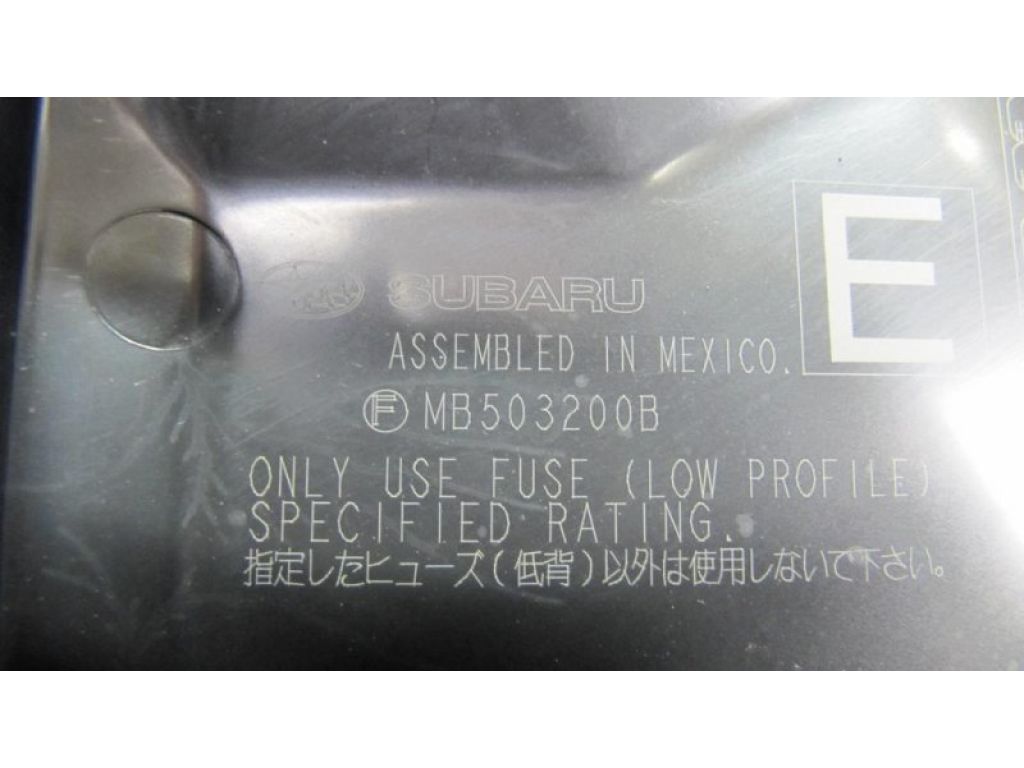 SUBARU
E
ASSEMBLED IN MEXICO.
F MB503200B
ONLY USE FUSE (LOW PROFILE)
SPECIFIED RATING.
指定したヒューズ(低背)以外は使用しないで下さい。